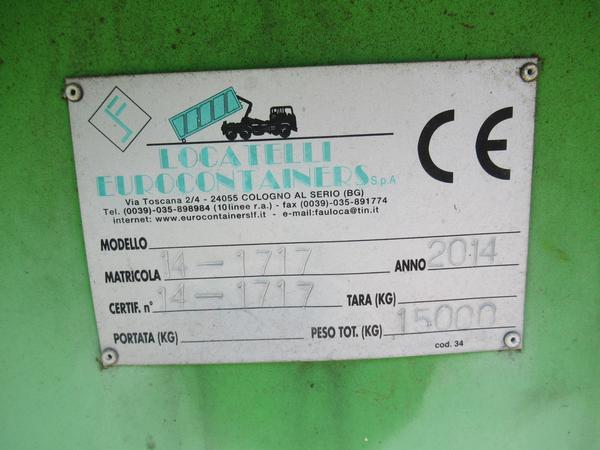 LF
LOCATELLI
EUROCONTAINERS S.p.A
Via Toscana 2/4 - 24055 COLOGNO AL SERIO (BG)
Tel. (0039)-035-898984 (10linee r.a.) - fax (0039)-035-891774
internet: www.eurocontainerslf.it - e-mail:fauloca@tin.it
CE
MODELLO
MATRICOLA 14-1717 ANNO 2014
CERTIF. n° 14-1717 TARA (KG)
PORTATA (KG) PESO TOT. (KG) 15000
cod. 34